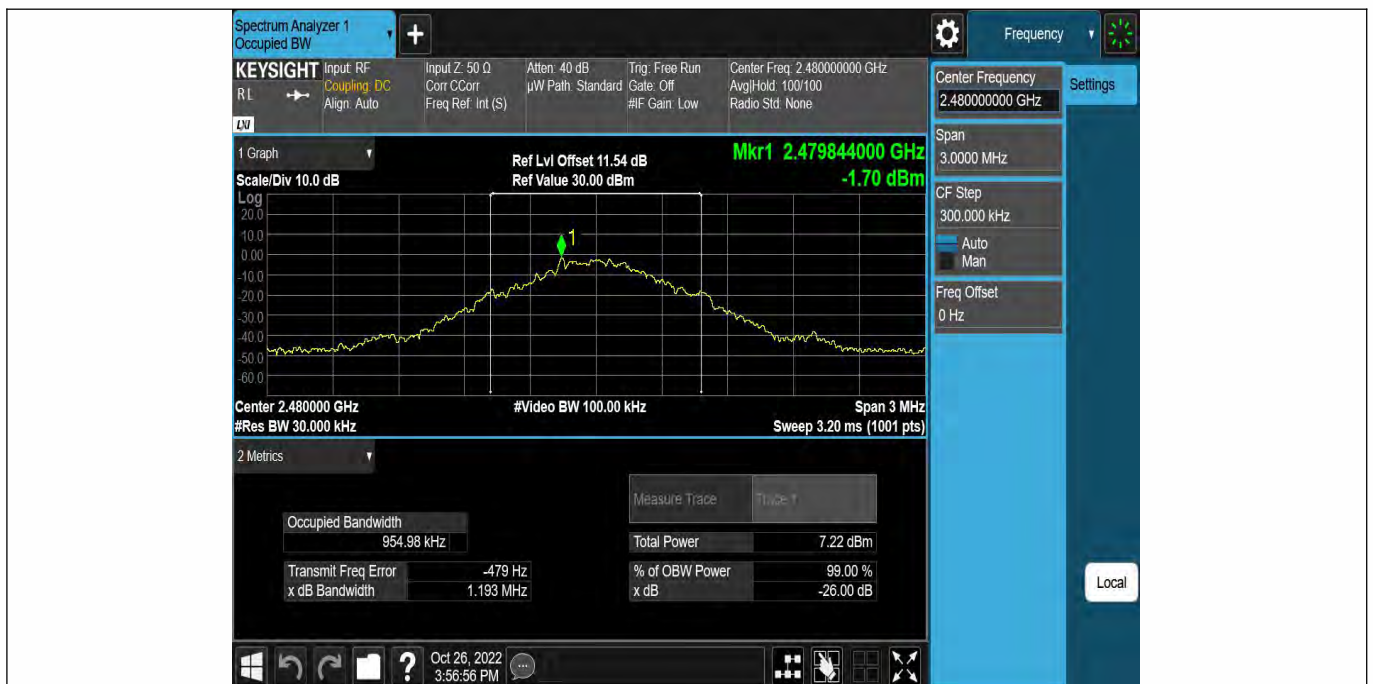 Spectrum Analyzer 1
Occupied BW
Frequency
KEYSIGHT
R L
LXI
Input: RF
Coupling: DC
Align: Auto
Input Z: 50 Ω
Corr CCorr
Freq Ref: Int (S)
Atten: 40 dB
µW Path: Standard
Trig: Free Run
Gate: Off
#IF Gain: Low
Center Freq: 2.480000000 GHz
Avg|Hold: 100/100
Radio Std: None
1 Graph
Scale/Div 10.0 dB
Ref Lvl Offset 11.54 dB
Ref Value 30.00 dBm
Mkr1 2.479844000 GHz
-1.70 dBm
Log
20.0
10.0
0.00
-10.0
-20.0
-30.0
-40.0
-50.0
-60.0
1
Center 2.480000 GHz
#Video BW 100.00 kHz
Span 3 MHz
#Res BW 30.000 kHz
Sweep 3.20 ms (1001 pts)
2 Metrics
Measure Trace
Occupied Bandwidth
954.98 kHz
Total Power 7.22 dBm
Transmit Freq Error -479 Hz
% of OBW Power 99.00 %
x dB Bandwidth 1.193 MHz
x dB -26.00 dB
Center Frequency
2.480000000 GHz
Settings
Span
3.0000 MHz
CF Step
300.000 kHz
Auto
Man
Freq Offset
0 Hz
Local
?
Oct 26, 2022
3:56:56 PM